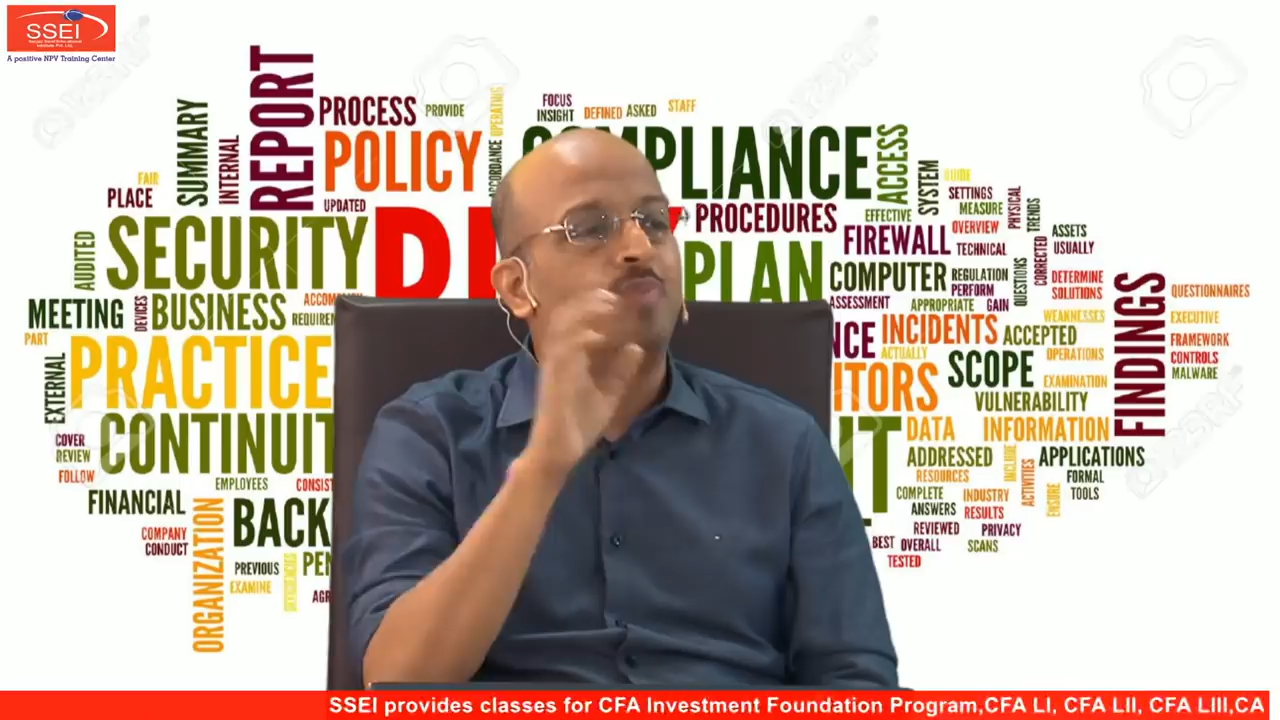 SSEI
A positive NPV Training Center
REPORT
SUMMARY
INTERNAL
PROCESS
PROVIDE
POLICY
UPDATED
FAIR
PLACE
SECURITY
AUDITED
MEETING
DEVICES
BUSINESS
PART
PRACTICE
EXTERNAL
COVER
REVIEW
FOLLOW
EMPLOYEES
FINANCIAL
COMPANY
CONDUCT
ORGANIZATION
BACK
PREVIOUS
EXAMINE
FOCUS
INSIGHT
DEFINED
ASKED
STAFF
OPERATING
ACCESS
SYSTEM
GUIDE
SETTINGS
MEASURE
PHYSICAL
TRENDS
PROCEDURES
EFFECTIVE
OVERVIEW
ASSETS
USUALLY
FIREWALL
TECHNICAL
CORRECTED
QUESTIONS
PLAN
COMPUTER
REGULATION
PERFORM
DETERMINE
SOLUTIONS
ASSESSMENT
APPROPRIATE
GAIN
FINDINGS
QUESTIONNAIRES
WEAKNESSES
EXECUTIVE
INCIDENTS
ACCEPTED
ACTUALLY
OPERATIONS
FRAMEWORK
CONTROLS
MALWARE
SCOPE
EXAMINATION
VULNERABILITY
DATA
INFORMATION
ADDRESSED
INCLUDE
APPLICATIONS
RESOURCES
ACTIVITIES
FORMAL
TOOLS
ENSURE
COMPLETE
INDUSTRY
ANSWERS
RESULTS
REVIEWED
PRIVACY
BEST
OVERALL
SCANS
TESTED
SSEI provides classes for CFA Investment Foundation Program,CFA LI, CFA LII, CFA LIII,CA